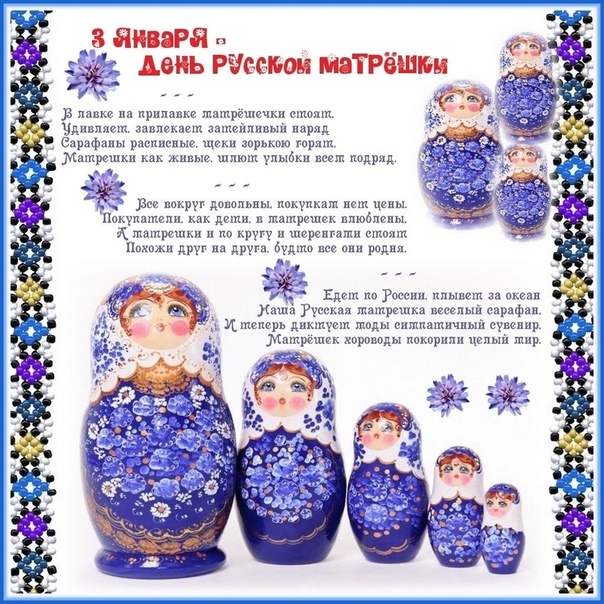 3 ЯНВАРЯ -
ДЕНЬ РУССКОЙ МАТРЁШКИ
- - -
В лавке на прилавке матрёшечки стоят,
Удивляет, завлекает затейливый наряд
Сарафаны расписные, щеки зорькою горят.
Матрешки как живые, шлют улыбки всем подряд.
- - -
Все вокруг довольны, покупкам нет цены.
Покупатели, как дети, в матрешек влюблены.
А матрешки и по кругу и шеренгами стоят
Похожи друг на друга, будто все они родня.
- - -
Едет по России, плывет за океан
Наша Русская матрешка веселый сарафан.
И теперь диктует моды симпатичный сувенир.
Матрёшек хороводы покорили целый мир.